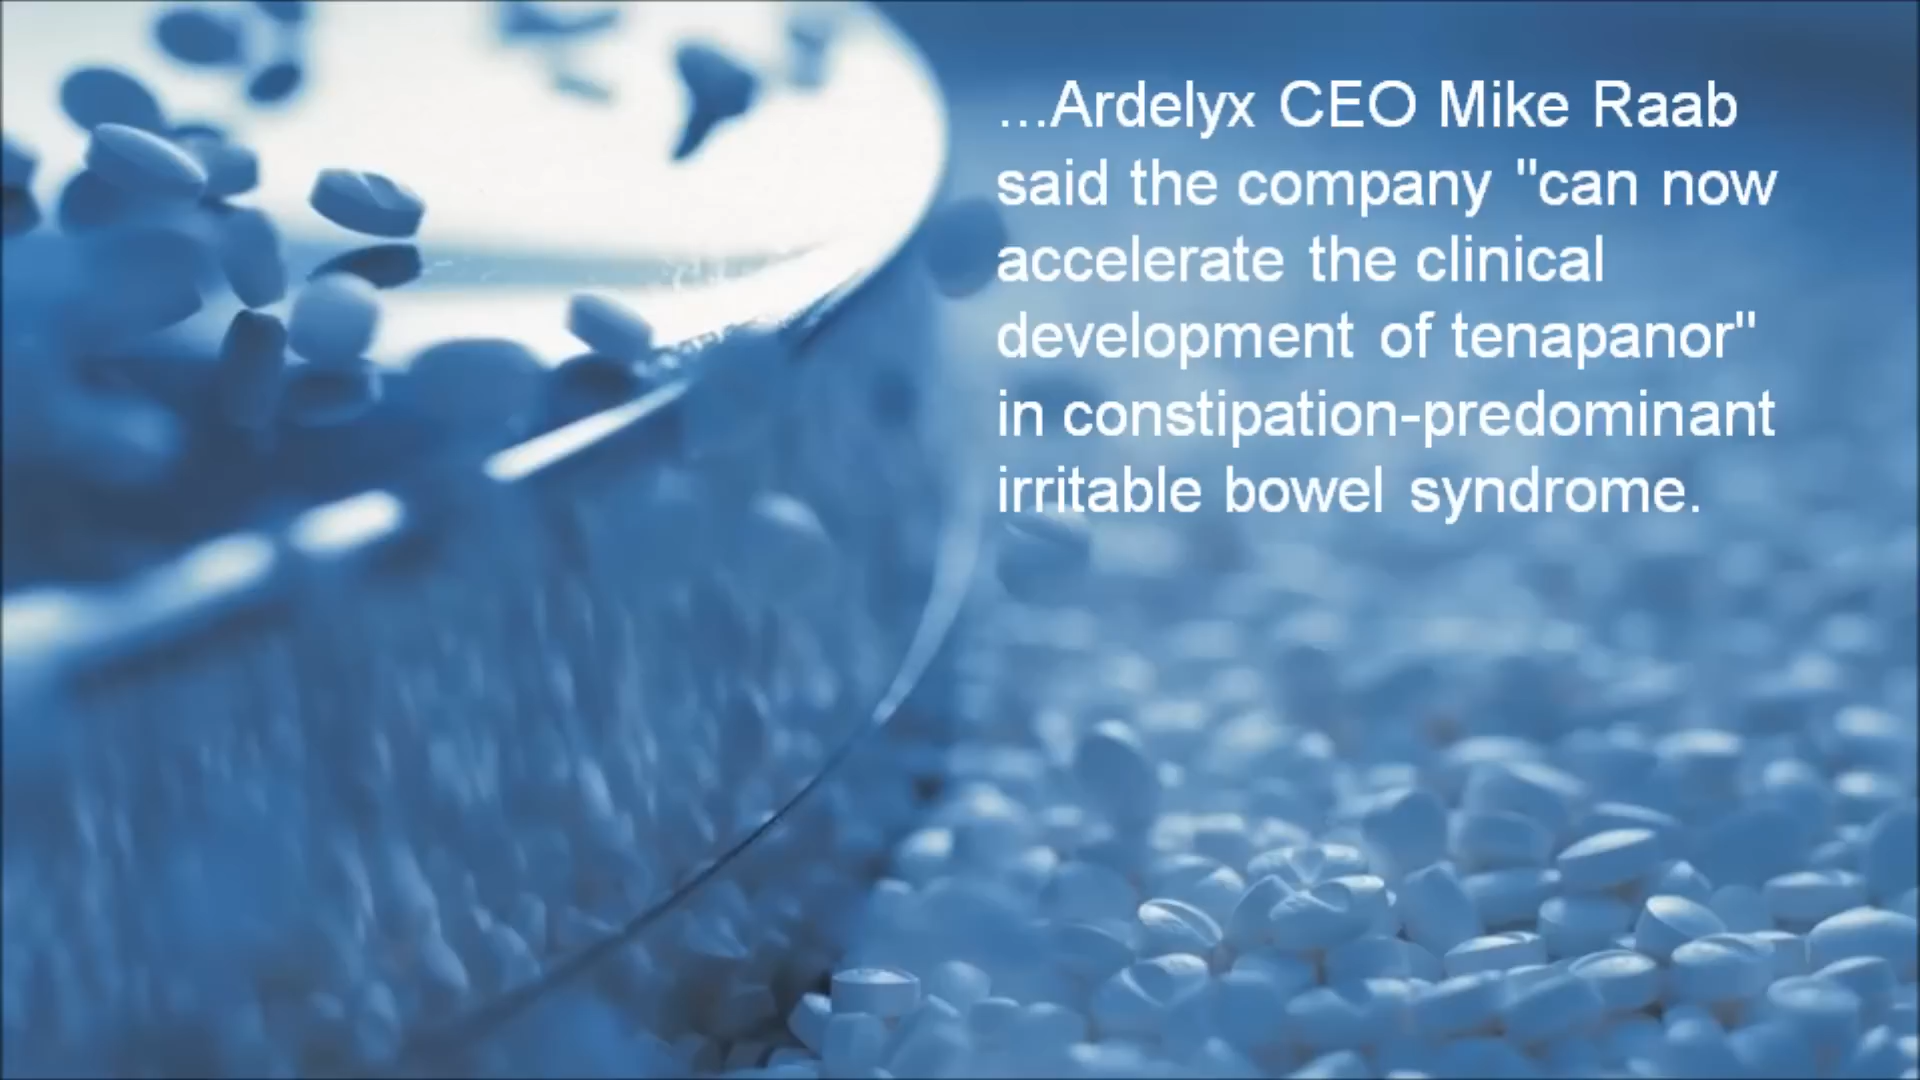 ...Ardelyx CEO Mike Raab
said the company "can now
accelerate the clinical
development of tenapanor"
in constipation-predominant
irritable bowel syndrome.